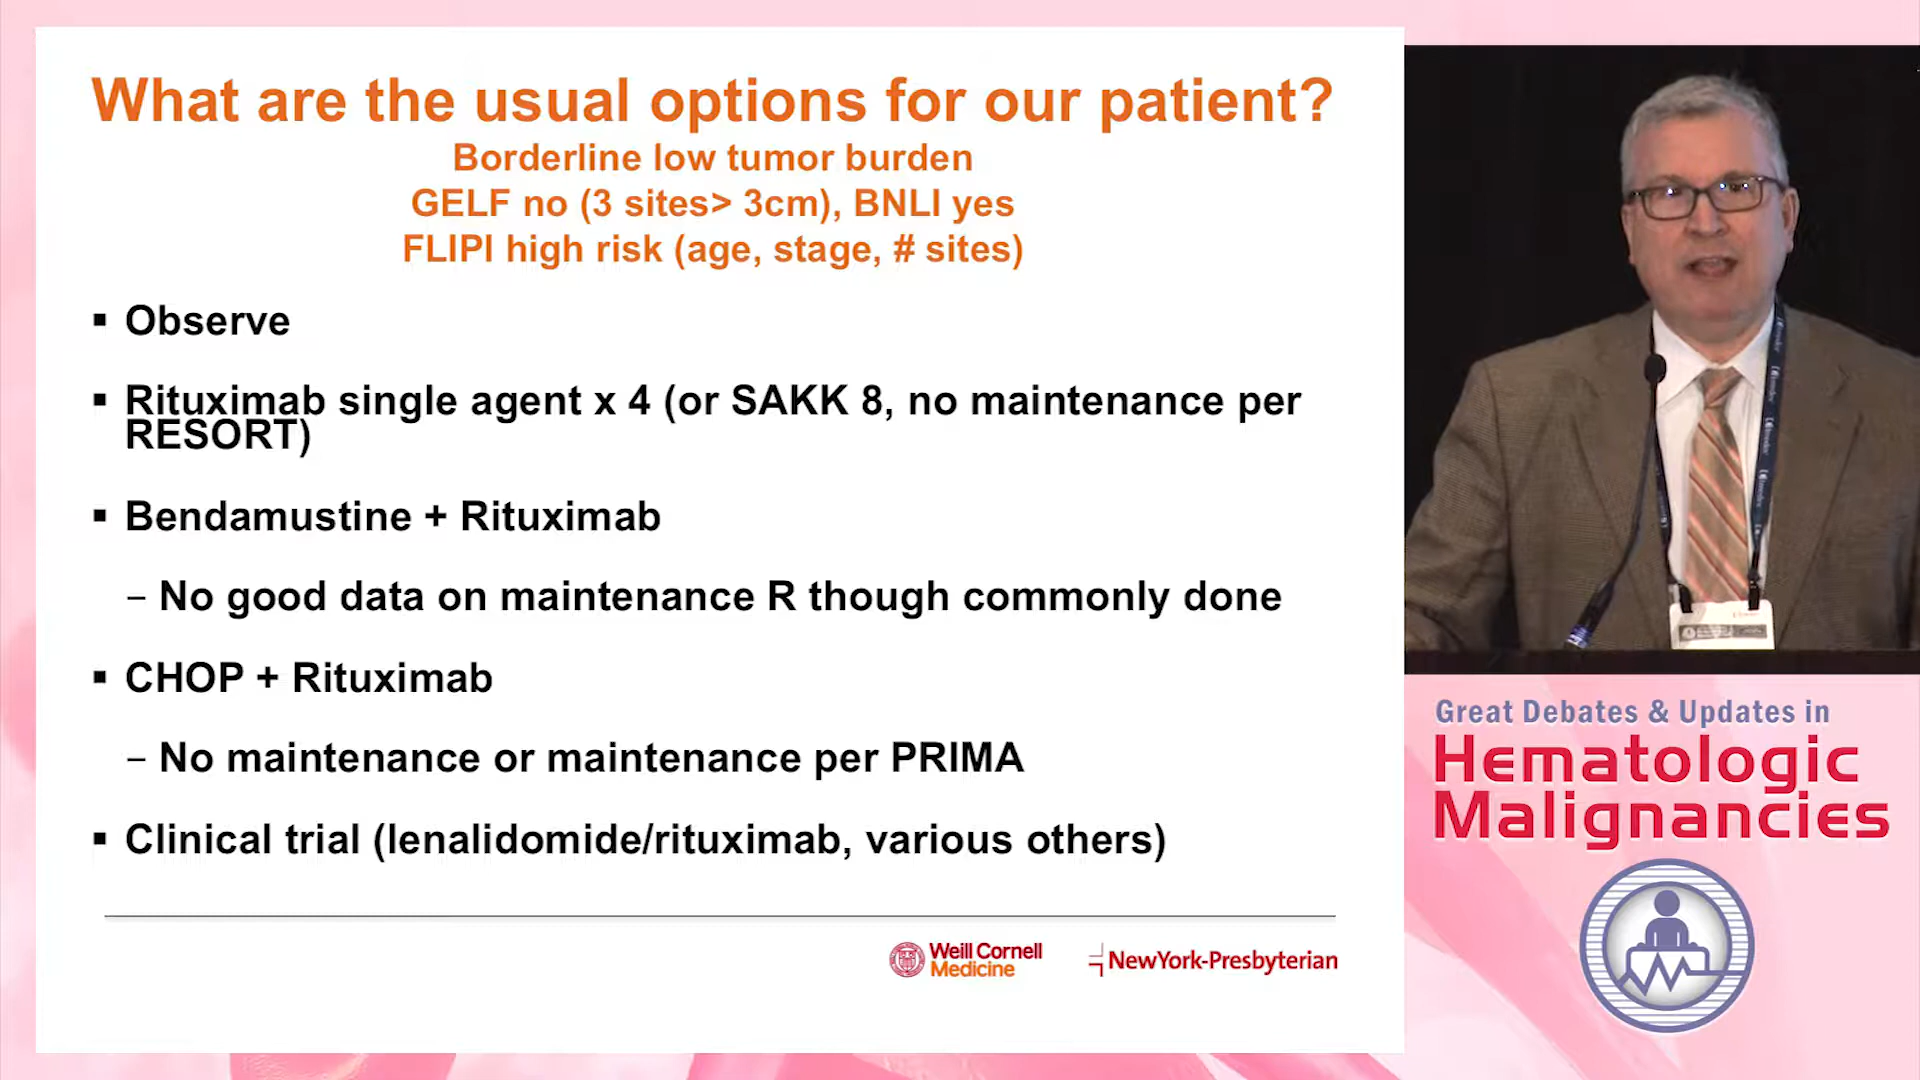 What are the usual options for our patient?
Borderline low tumor burden
GELF no (3 sites> 3cm), BNLI yes
FLIPI high risk (age, stage, # sites)
▪ Observe
▪ Rituximab single agent x 4 (or SAKK 8, no maintenance per
RESORT)
▪ Bendamustine + Rituximab
– No good data on maintenance R though commonly done
▪ CHOP + Rituximab
– No maintenance or maintenance per PRIMA
▪ Clinical trial (lenalidomide/rituximab, various others)
Weill Cornell
Medicine
NewYork-Presbyterian
Great Debates & Updates in
Hematologic
Malignancies